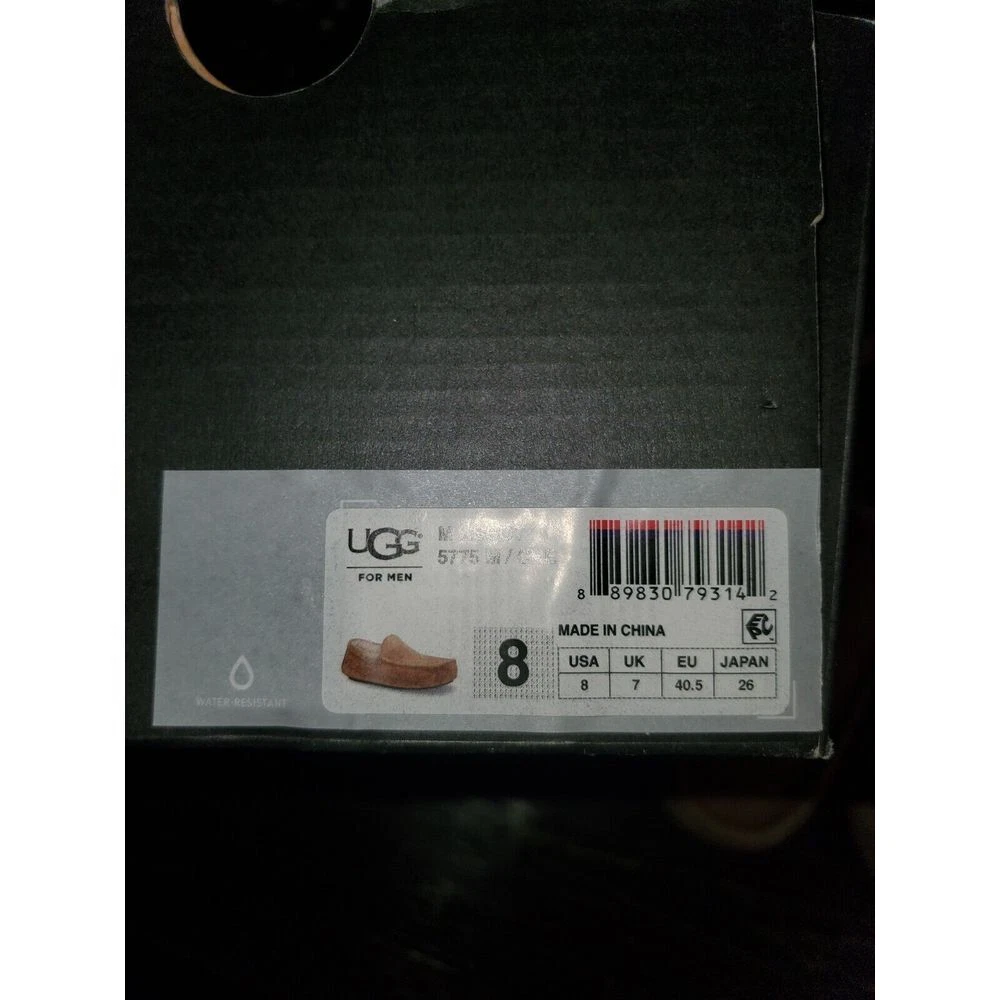 UGG®
FOR MEN
M
5775
8 89830 79314 2
MADE IN CHINA
8
USA UK EU JAPAN
8 7 40.5 26
WATER-RESISTANT